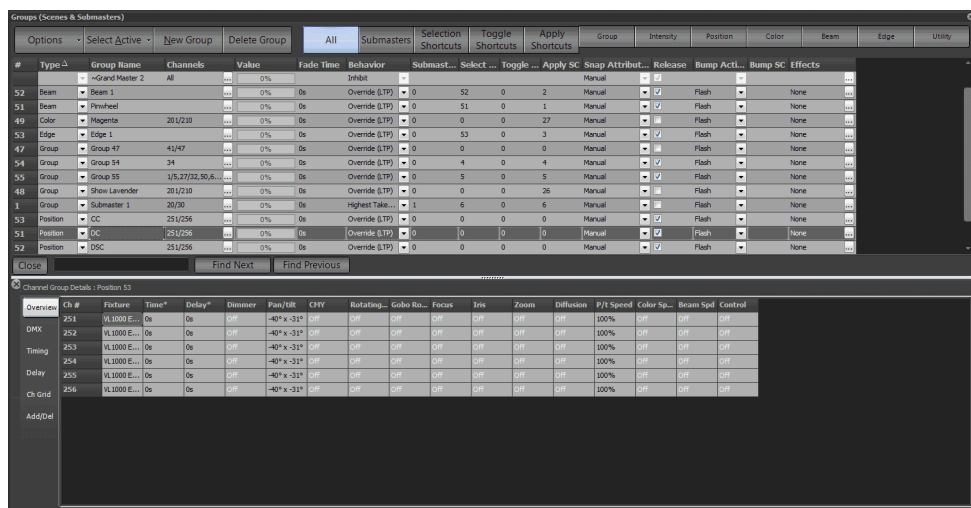 Groups (Scenes & Submasters)
Options Select Active New Group Delete Group All Submasters Selection Shortcuts Toggle Shortcuts Apply Shortcuts Group Intensity Position Color Beam Edge Utility
# Type Group Name Channels Value Fade Time Behavior Submast... Select ... Toggle ... Apply SC Snap Attribut... Release Bump Acti... Bump SC Effects
~Grand Master 2 All ... 0% Inhibit Manual
52 Beam Beam 1 ... 0% 0s Override (LTP) 0 52 0 2 Manual Flash None ...
51 Beam Pinwheel ... 0% 0s Override (LTP) 0 51 0 1 Manual Flash None ...
49 Color Magenta 201/210 ... 0% 0s Override (LTP) 0 0 0 27 Manual Flash None ...
53 Edge Edge 1 ... 0% 0s Override (LTP) 0 53 0 3 Manual Flash None ...
47 Group Group 47 41/47 ... 0% 0s Override (LTP) 0 0 0 0 Manual Flash None ...
54 Group Group 54 34 ... 0% 0s Override (LTP) 0 4 0 4 Manual Flash None ...
55 Group Group 55 1/5,27/32,50,6... ... 0% 0s Override (LTP) 0 5 0 5 Manual Flash None ...
48 Group Show Lavender 201/210 ... 0% 0s Override (LTP) 0 0 0 26 Manual Flash None ...
1 Group Submaster 1 20/30 ... 0% 0s Highest Take... 1 6 0 6 Manual Flash None ...
53 Position CC 251/256 ... 0% 0s Override (LTP) 0 0 0 0 Manual Flash None ...
51 Position DC 251/256 ... 0% 0s Override (LTP) 0 0 0 0 Manual Flash None ...
52 Position DSC 251/256 ... 0% 0s Override (LTP) 0 0 0 0 Manual Flash None ...
Close Find Next Find Previous
Channel Group Details : Position 53
Overview Ch # Fixture Time* Delay* Dimmer Pan/tilt CMY Rotating... Gobo Ro... Focus Iris Zoom Diffusion P/t Speed Color Sp... Beam Spd Control
251 VL1000 E... 0s 0s Off -40° x -31° Off Off Off Off Off Off Off 100% Off Off Off
DMX 252 VL1000 E... 0s 0s Off -40° x -31° Off Off Off Off Off Off Off 100% Off Off Off
Timing 253 VL1000 E... 0s 0s Off -40° x -31° Off Off Off Off Off Off Off 100% Off Off Off
254 VL1000 E... 0s 0s Off -40° x -31° Off Off Off Off Off Off Off 100% Off Off Off
Delay 255 VL1000 E... 0s 0s Off -40° x -31° Off Off Off Off Off Off Off 100% Off Off Off
Ch Grid 256 VL1000 E... 0s 0s Off -40° x -31° Off Off Off Off Off Off Off 100% Off Off Off
Add/Del